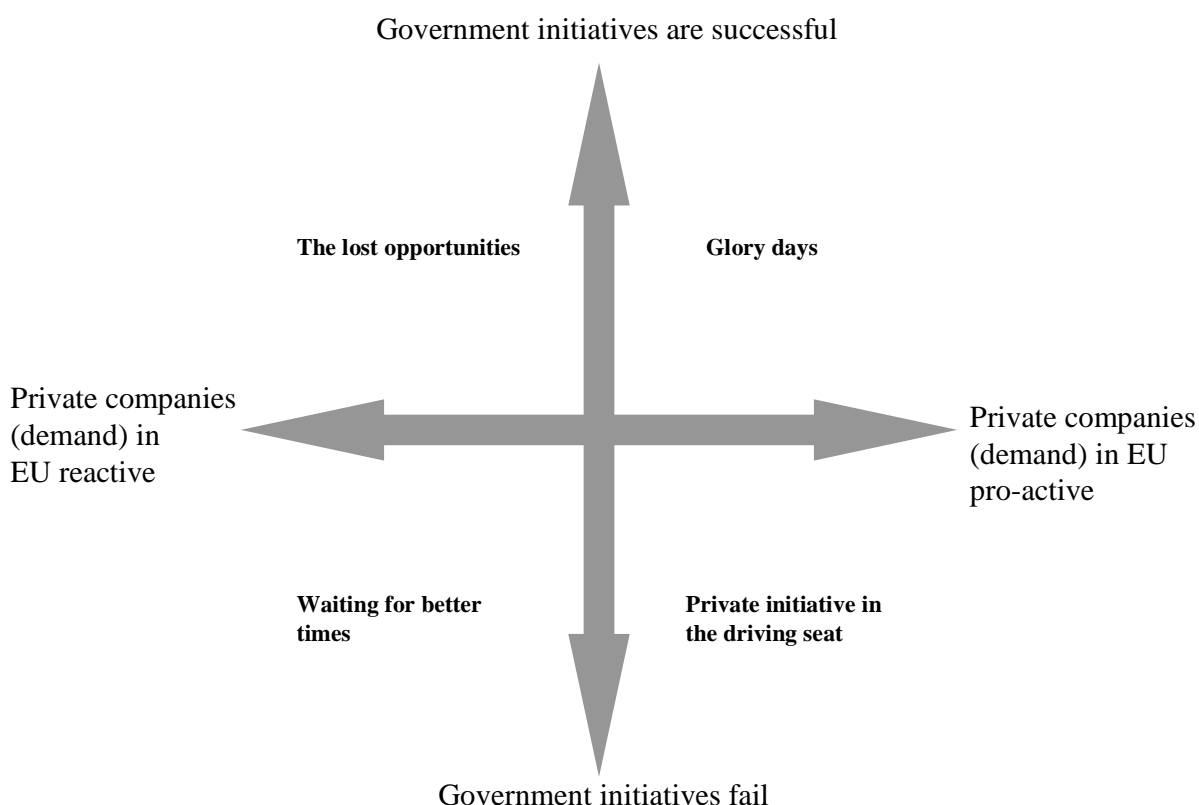 Government initiatives are successful
The lost opportunities
Glory days
Private companies
(demand) in
EU reactive
Private companies
(demand) in EU
pro-active
Waiting for better
times
Private initiative in
the driving seat
Government initiatives fail